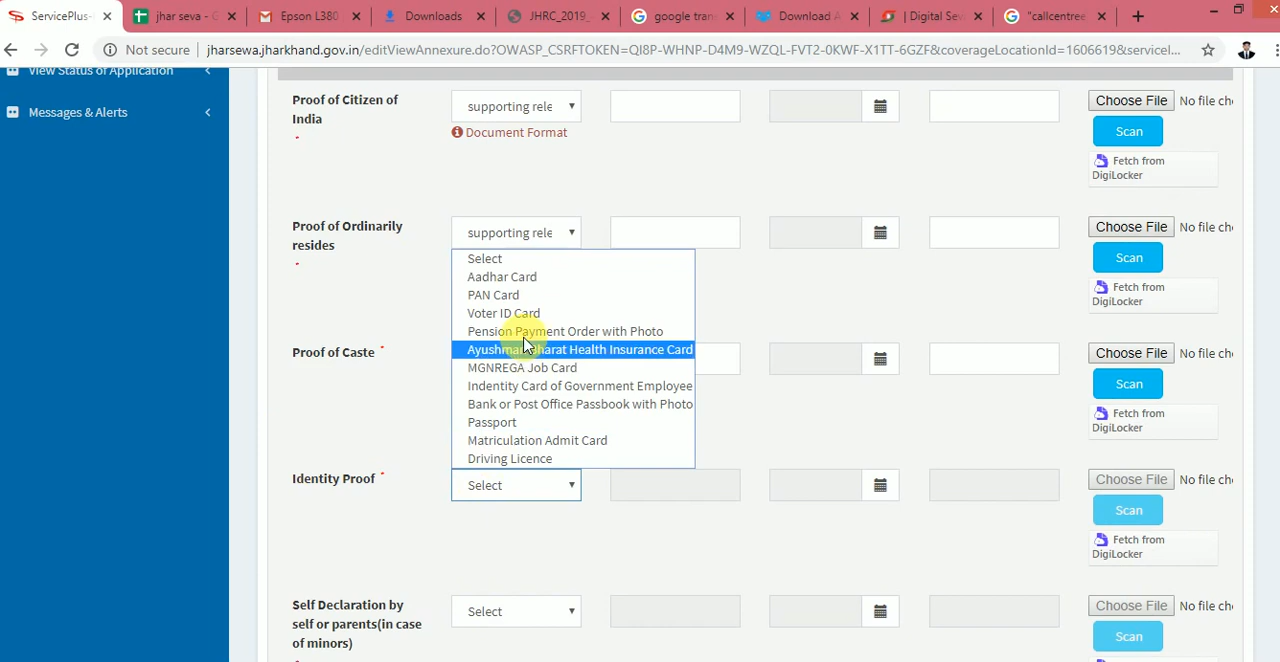 ServicePlus-
jhar seva - G
Epson L380
Downloads
JHRC_2019_
google tran
Download A
| Digital Sev
"callcentree
Not secure
jharsewa.jharkhand.gov.in/editViewAnnexure.do?OWASP_CSRFTOKEN=QI8P-WHNP-D4M9-WZQL-FVT2-0KWF-X1TT-6GZF&coverageLocationId=1606619&serviceI...
View Status of Application
Messages & Alerts
Proof of Citizen of
India
*
supporting rele
Document Format
Choose File No file ch
Scan
Fetch from
DigiLocker
Proof of Ordinarily
resides
*
supporting rele
Choose File No file ch
Scan
Fetch from
DigiLocker
Select
Aadhar Card
PAN Card
Voter ID Card
Pension Payment Order with Photo
Ayushman Bharat Health Insurance Card
MGNREGA Job Card
Indentity Card of Government Employee
Bank or Post Office Passbook with Photo
Passport
Matriculation Admit Card
Driving Licence
Proof of Caste *
Choose File No file ch
Scan
Fetch from
DigiLocker
Identity Proof *
Select
Choose File No file ch
Scan
Fetch from
DigiLocker
Self Declaration by
self or parents(in case
of minors)
Select
Choose File No file ch
Scan